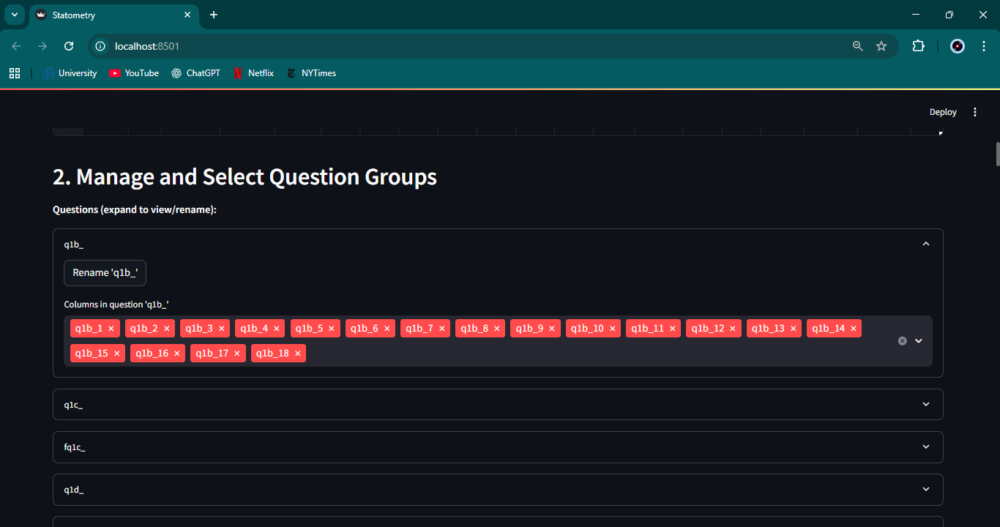 Statometry
localhost:8501
University YouTube ChatGPT Netflix NYTimes
Deploy
2. Manage and Select Question Groups
Questions (expand to view/rename):
q1b_
Rename 'q1b_'
Columns in question 'q1b_'
q1b_1 q1b_2 q1b_3 q1b_4 q1b_5 q1b_6 q1b_7 q1b_8 q1b_9 q1b_10 q1b_11 q1b_12 q1b_13 q1b_14
q1b_15 q1b_16 q1b_17 q1b_18
q1c_
fq1c_
q1d_